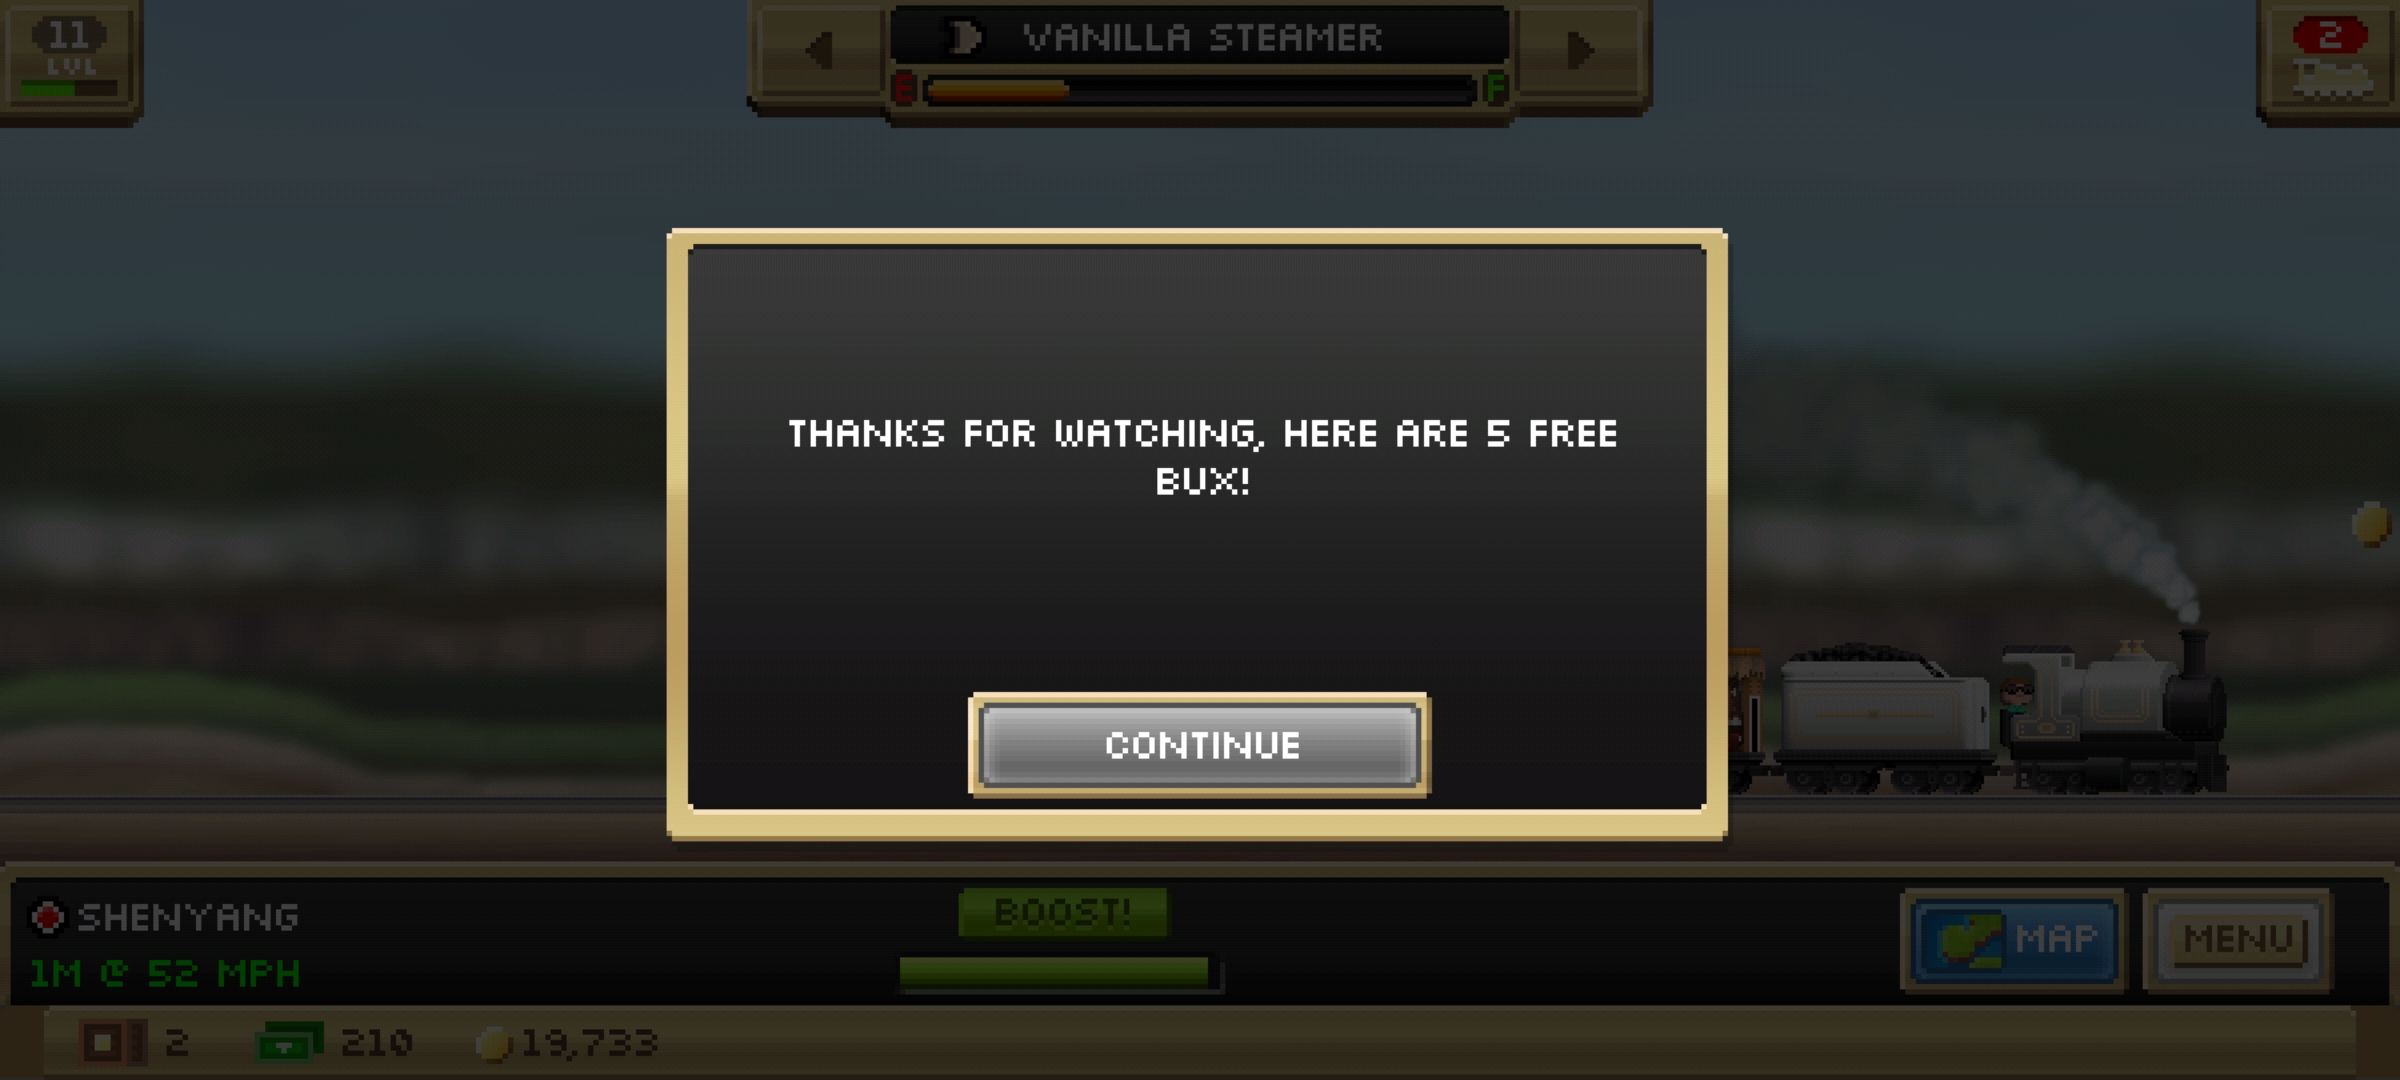 11
LVL
VANILLA STEAMER
E F
2
THANKS FOR WATCHING, HERE ARE 5 FREE
BUX!
CONTINUE
SHENYANG
BOOST!
MAP
MENU
1M @ 52 MPH
2 210 19,733